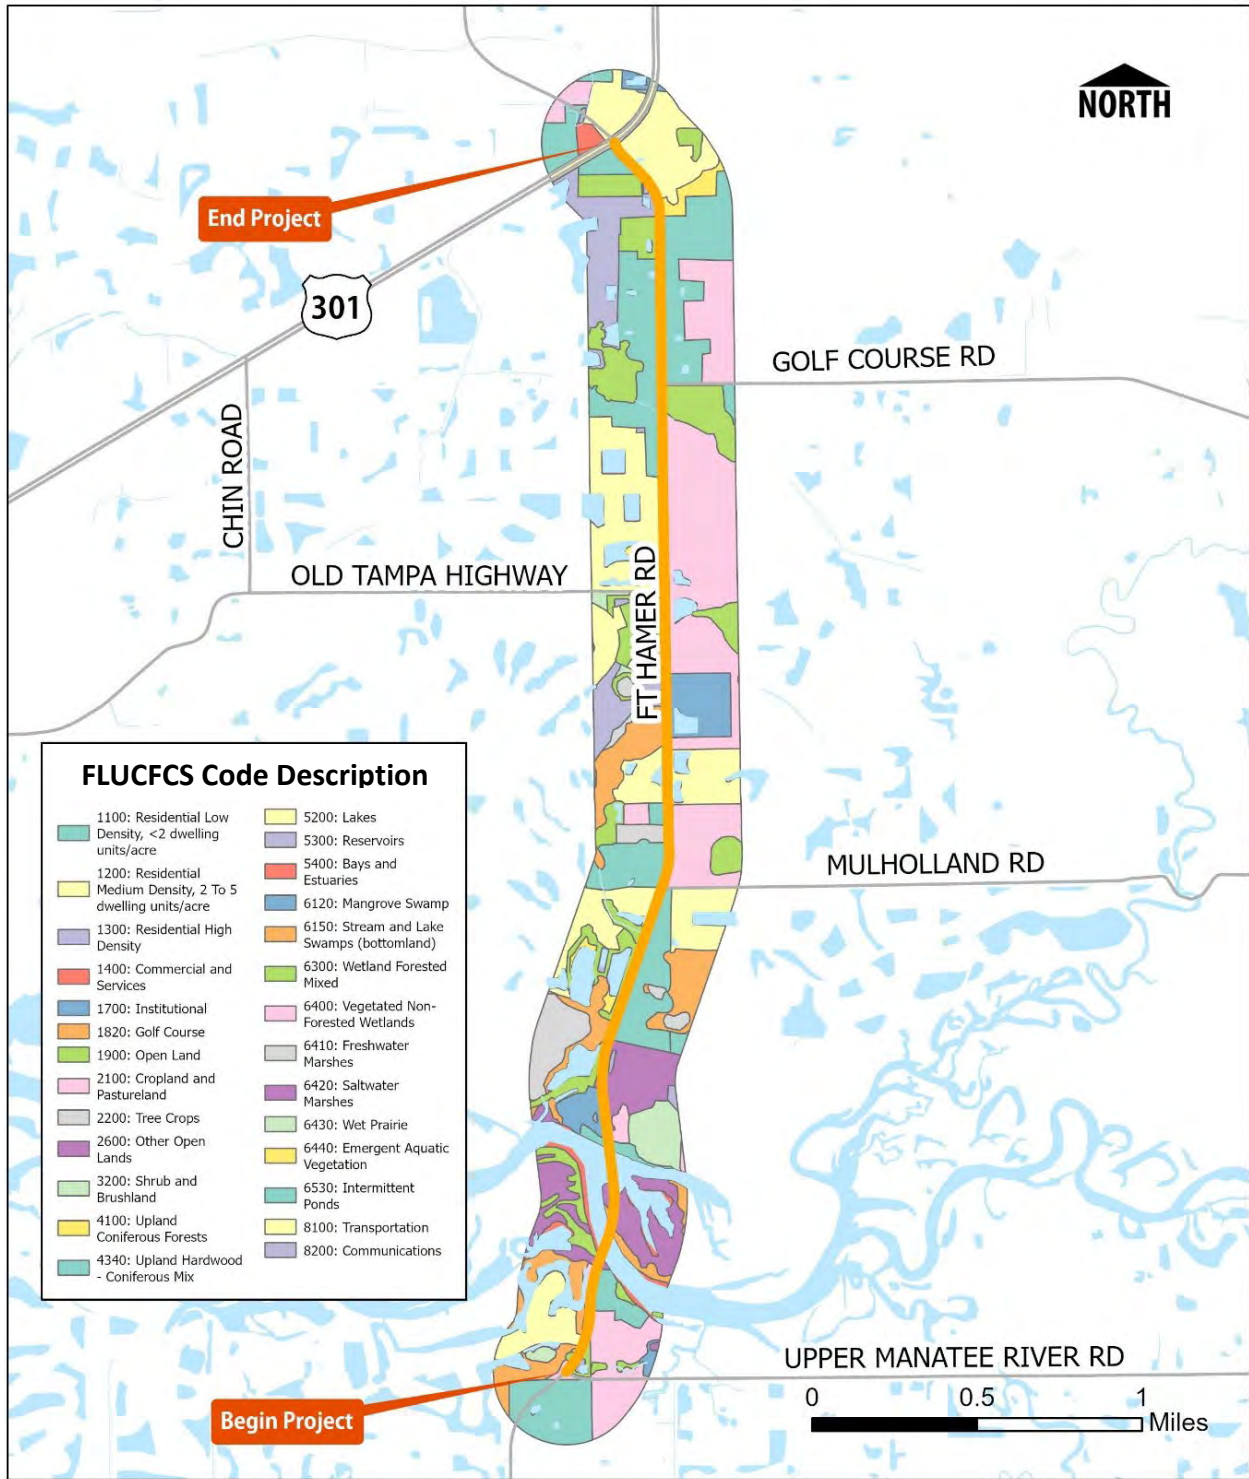 NORTH
End Project
301
GOLF COURSE RD
CHIN ROAD
OLD TAMPA HIGHWAY
FT HAMER RD
MULHOLLAND RD
UPPER MANATEE RIVER RD
Begin Project
0 0.5 1
Miles
FLUCFCS Code Description
1100: Residential Low
Density, <2 dwelling
units/acre
1200: Residential
Medium Density, 2 To 5
dwelling units/acre
1300: Residential High
Density
1400: Commercial and
Services
1700: Institutional
1820: Golf Course
1900: Open Land
2100: Cropland and
Pastureland
2200: Tree Crops
2600: Other Open
Lands
3200: Shrub and
Brushland
4100: Upland
Coniferous Forests
4340: Upland Hardwood
- Coniferous Mix
5200: Lakes
5300: Reservoirs
5400: Bays and
Estuaries
6120: Mangrove Swamp
6150: Stream and Lake
Swamps (bottomland)
6300: Wetland Forested
Mixed
6400: Vegetated Non-
Forested Wetlands
6410: Freshwater
Marshes
6420: Saltwater
Marshes
6430: Wet Prairie
6440: Emergent Aquatic
Vegetation
6530: Intermittent
Ponds
8100: Transportation
8200: Communications